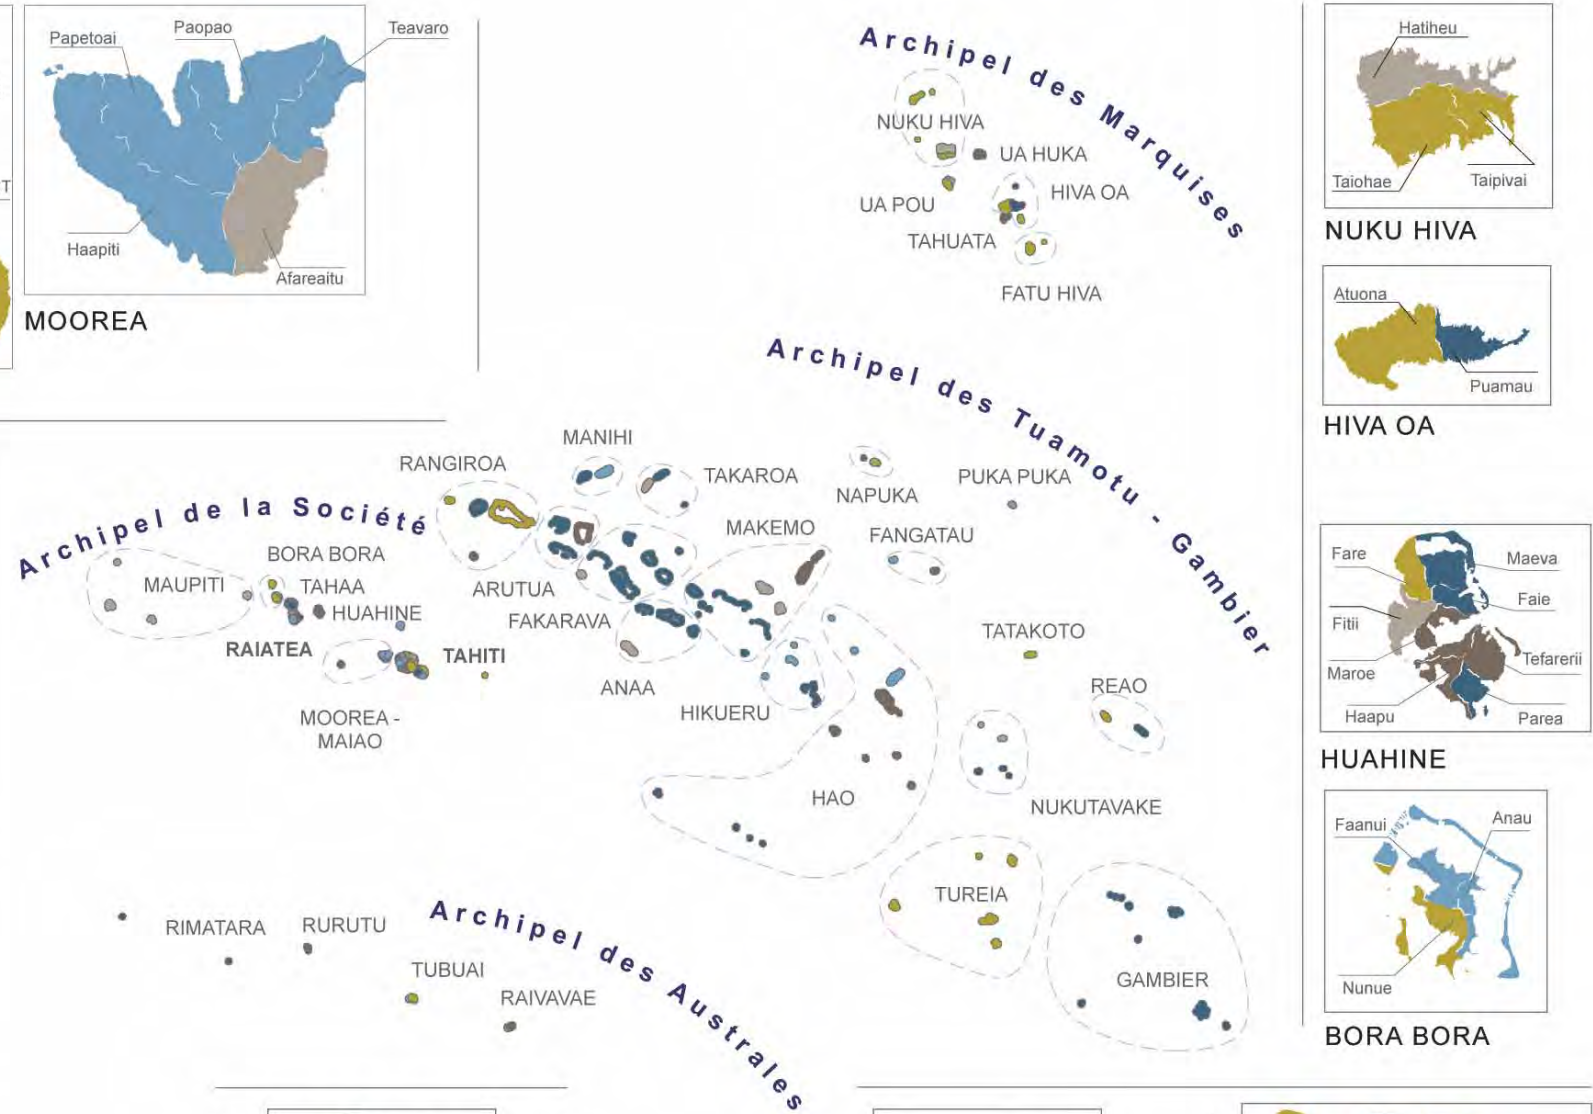 Papetoai
Paopao
Teavaro
Haapiti
Afareaitu
MOOREA
T
Archipel des Marquises
NUKU HIVA
UA HUKA
HIVA OA
UA POU
TAHUATA
FATU HIVA
Archipel des Tuamotu - Gambier
MANIHI
RANGIROA
TAKAROA
NAPUKA
PUKA PUKA
MAKEMO
FANGATAU
ARUTUA
FAKARAVA
TATAKOTO
ANAA
HIKUERU
REAO
HAO
NUKUTAVAKE
TUREIA
GAMBIER
Archipel de la Société
BORA BORA
MAUPITI
TAHAA
HUAHINE
RAIATEA
TAHITI
MOOREA -
MAIAO
Archipel des Australes
RIMATARA
RURUTU
TUBUAI
RAIVAVAE
Hatiheu
Taiohae
Taipivai
NUKU HIVA
Atuona
Puamau
HIVA OA
Fare
Maeva
Faie
Fitii
Tefarerii
Maroe
Haapu
Parea
HUAHINE
Faanui
Anau
Nunue
BORA BORA